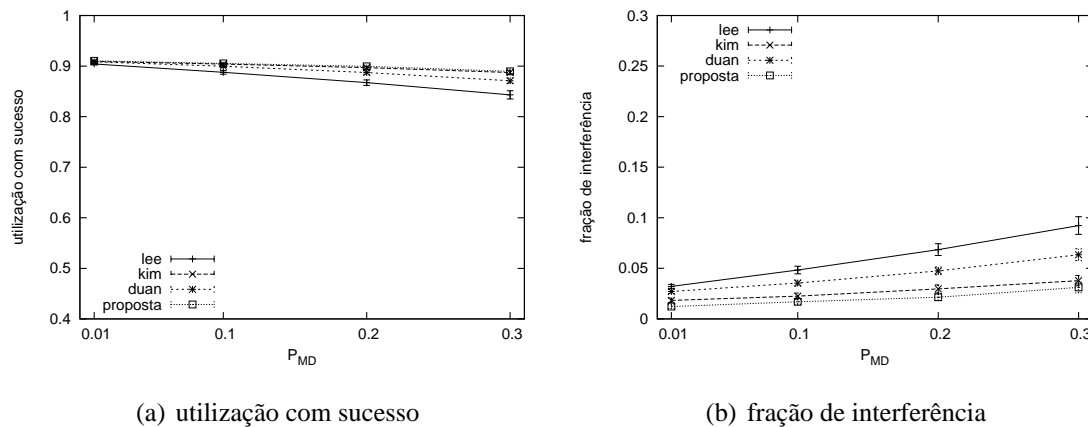 1
0.9
0.8
0.7
0.6
0.5
0.4
utilização com sucesso
lee
kim
duan
proposta
0.01
0.1
0.2
0.3
P_MD
(a) utilização com sucesso
0.3
0.25
0.2
0.15
0.1
0.05
0
fração de interferência
lee
kim
duan
proposta
0.01
0.1
0.2
0.3
P_MD
(b) fração de interferência